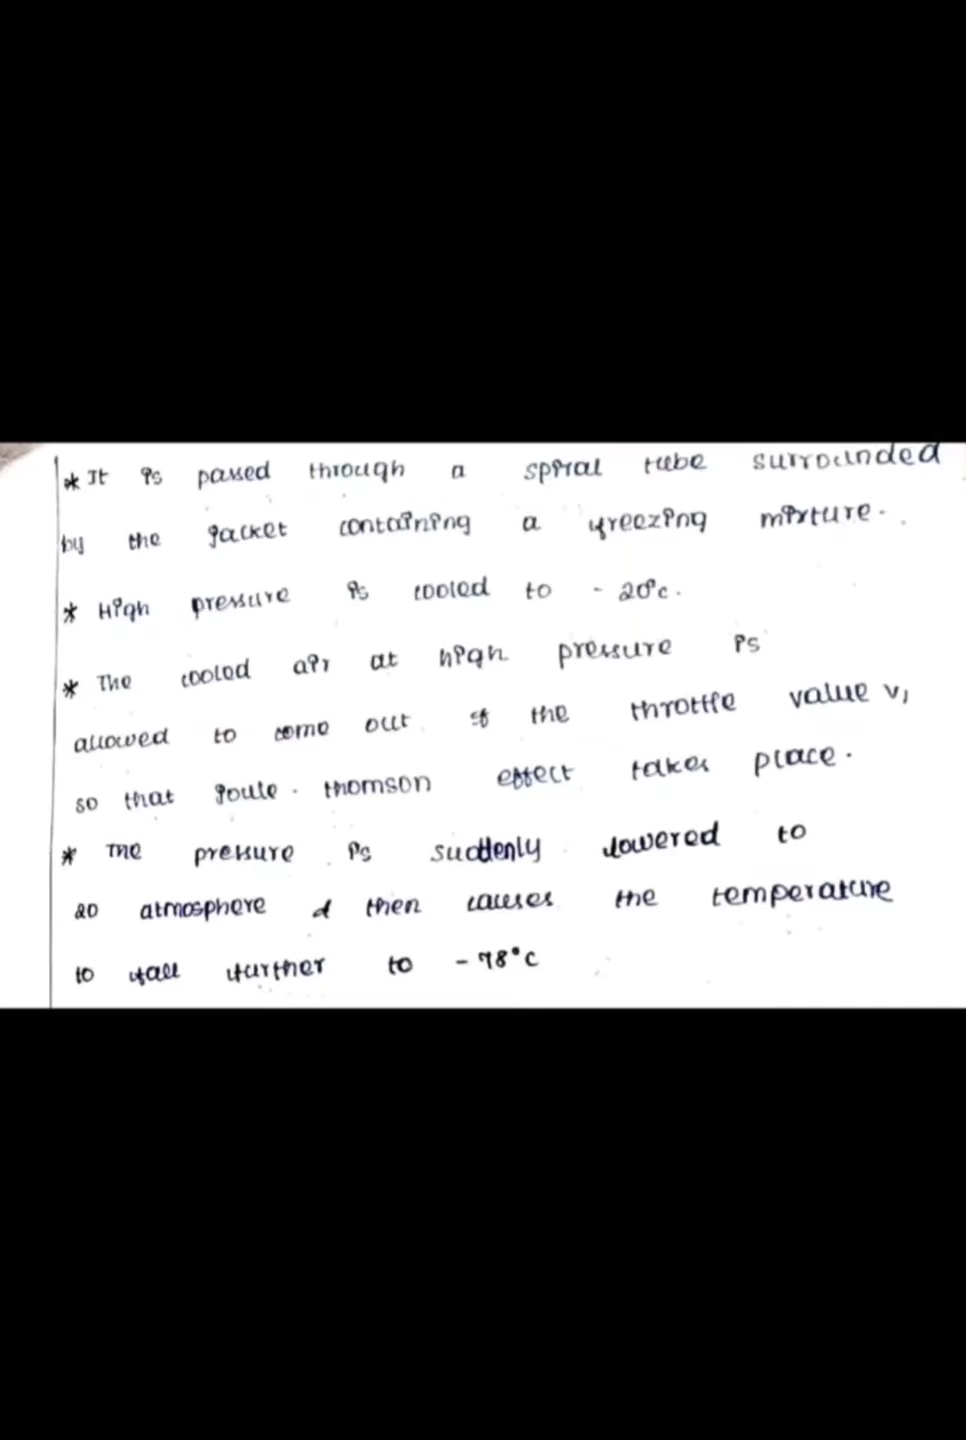 * It is passed through a spiral tube surrounded
by the jacket containing a freezing mixture.
* High pressure is cooled to - 20°c.
* The cooled air at high pressure is
allowed to come out of the throttle value v1
so that joule. thomson effect takes place.
* The pressure is suddenly lowered to
20 atmosphere & then causes the temperature
to fall further to - 78°c